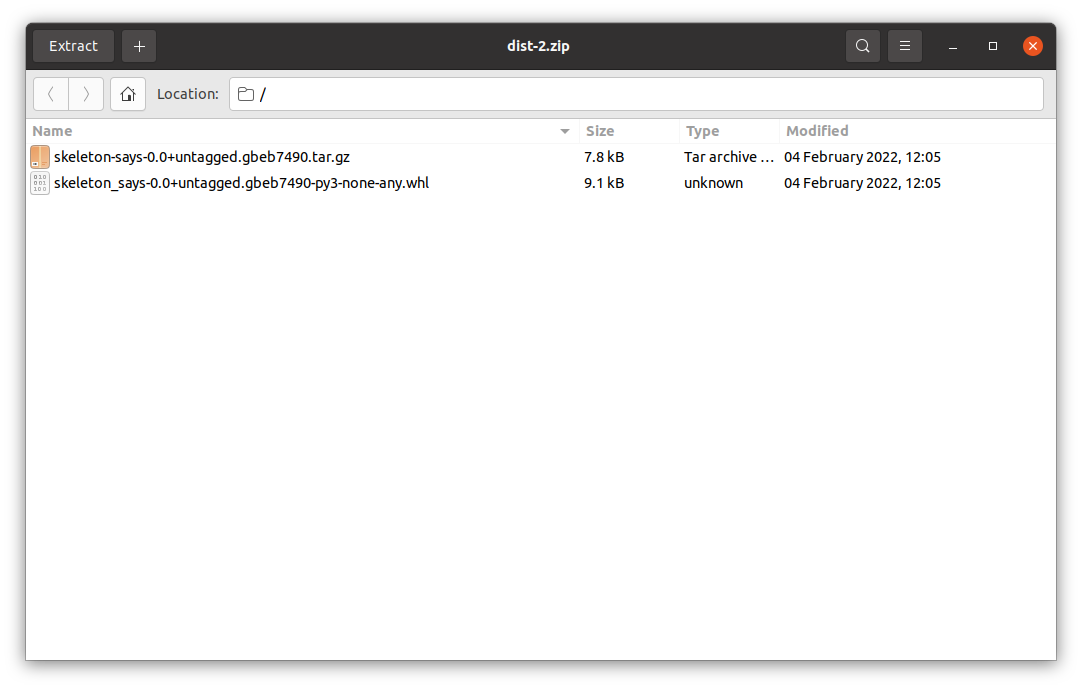 Extract + dist-2.zip
Location: /
Name Size Type Modified
skeleton-says-0.0+untagged.gbeb7490.tar.gz 7.8 kB Tar archive ... 04 February 2022, 12:05
skeleton_says-0.0+untagged.gbeb7490-py3-none-any.whl 9.1 kB unknown 04 February 2022, 12:05